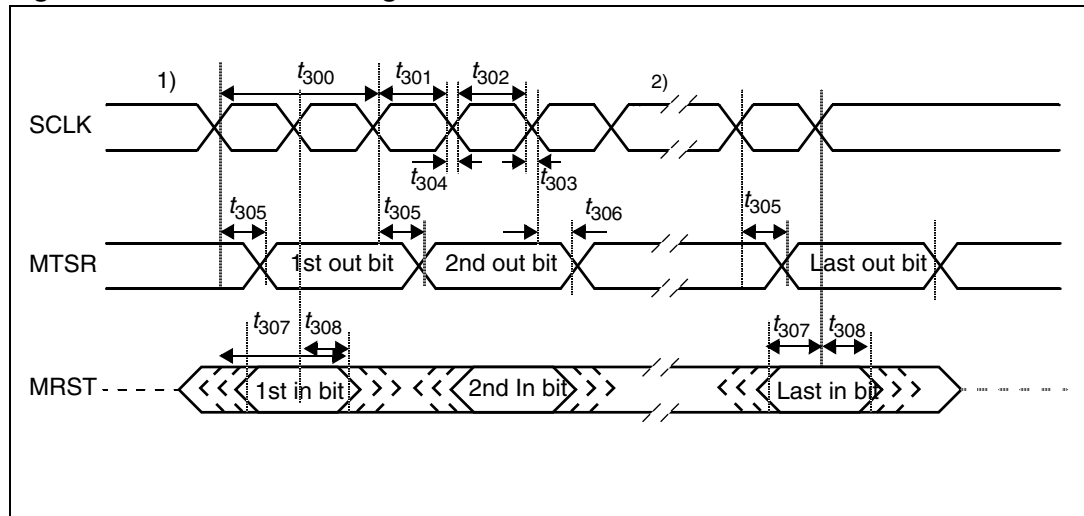 1)
t300
t301
t302
2)
SCLK
t304
t303
t305
t305
t306
t305
MTSR
1st out bit
2nd out bit
Last out bit
t307
t308
t307
t308
MRST
1st in bit
2nd In bit
Last in bit